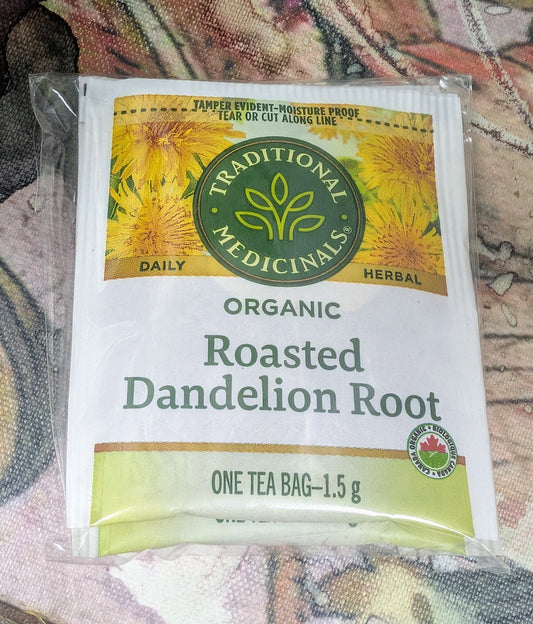 TAMPER EVIDENT-MOISTURE PROOF
TEAR OR CUT ALONG LINE
TRADITIONAL
MEDICINALS®
DAILY
HERBAL
ORGANIC
Roasted
Dandelion Root
CANADA ORGANIC • BIOLOGIQUE CANADA •
ONE TEA BAG–1.5 g